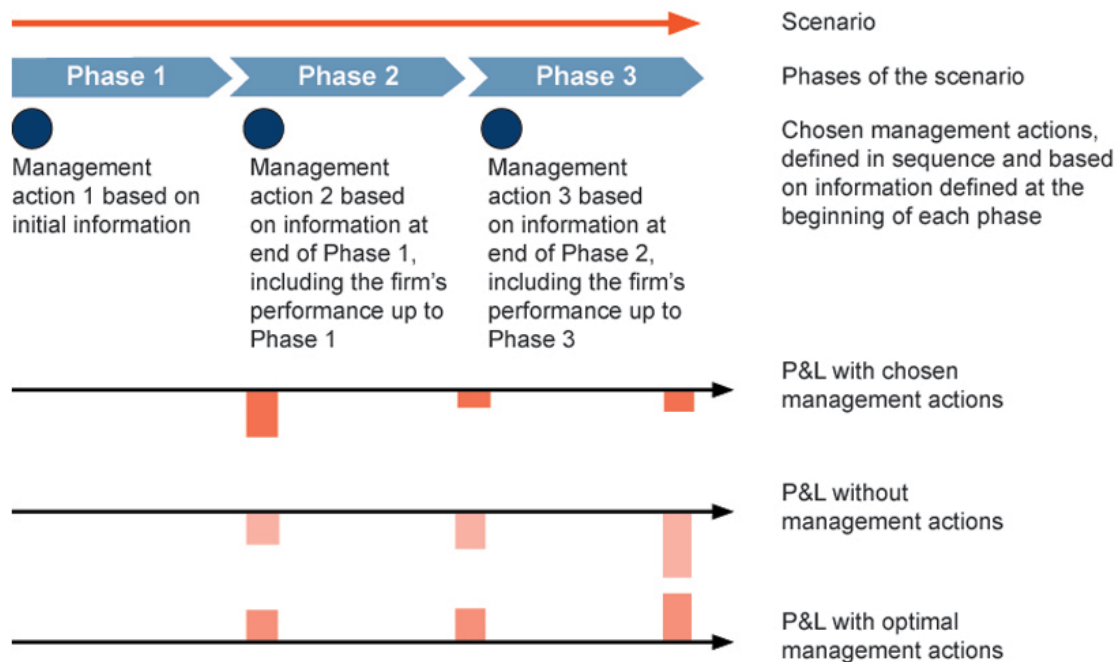 Scenario
Phase 1
Phase 2
Phase 3
Phases of the scenario
Management
action 1 based on
initial information
Management
action 2 based
on information at
end of Phase 1,
including the firm's
performance up to
Phase 1
Management
action 3 based
on information at
end of Phase 2,
including the firm's
performance up to
Phase 3
Chosen management actions,
defined in sequence and based
on information defined at the
beginning of each phase
P&L with chosen
management actions
P&L without
management actions
P&L with optimal
management actions